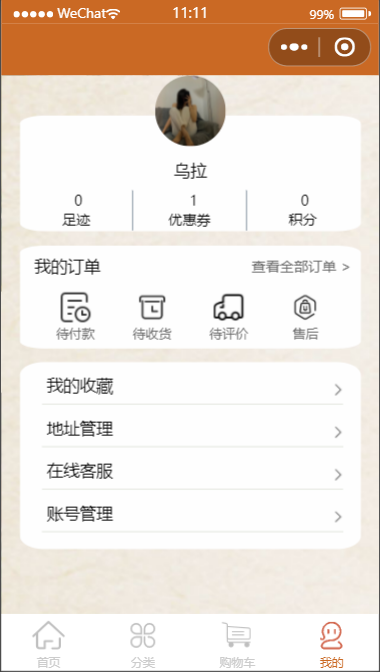 WeChat 11:11 99%
乌拉
0 1 0
足迹 优惠券 积分
我的订单 查看全部订单 >
待付款 待收货 待评价 售后
我的收藏
地址管理
在线客服
账号管理
首页 分类 购物车 我的